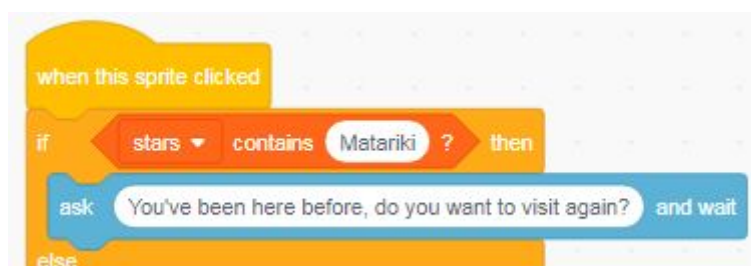 when this sprite clicked
if stars contains Matariki ? then
ask You've been here before, do you want to visit again? and wait
else